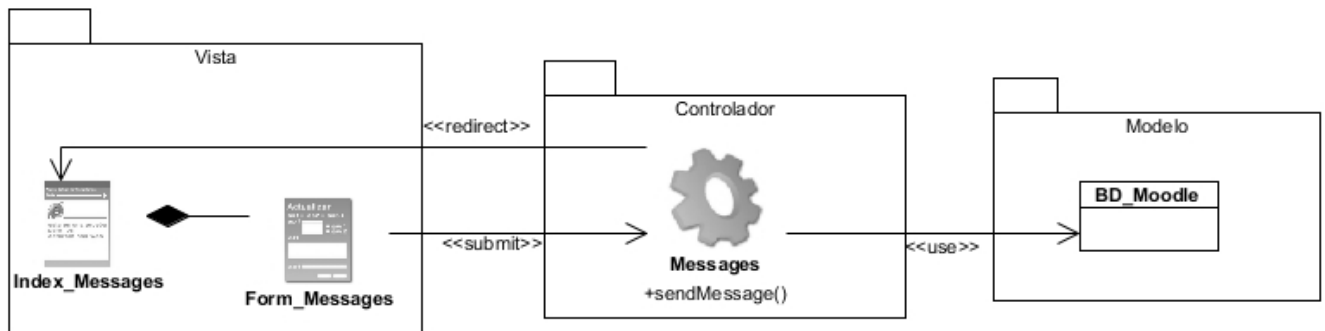 Vista
Controlador
Modelo
<<redirect>>
Actualizar
BD_Moodle
<<submit>>
<<use>>
Index_Messages
Form_Messages
Messages
+sendMessage()